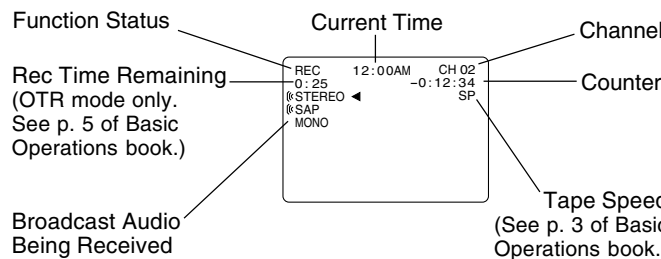 Function Status
Current Time
Channel
Rec Time Remaining
(OTR mode only.
See p. 5 of Basic
Operations book.)
REC 12:00AM CH 02
0:25 -0:12:34
STEREO ◄ SP
SAP
MONO
Counter
Broadcast Audio
Being Received
Tape Speed
(See p. 3 of Basic
Operations book.